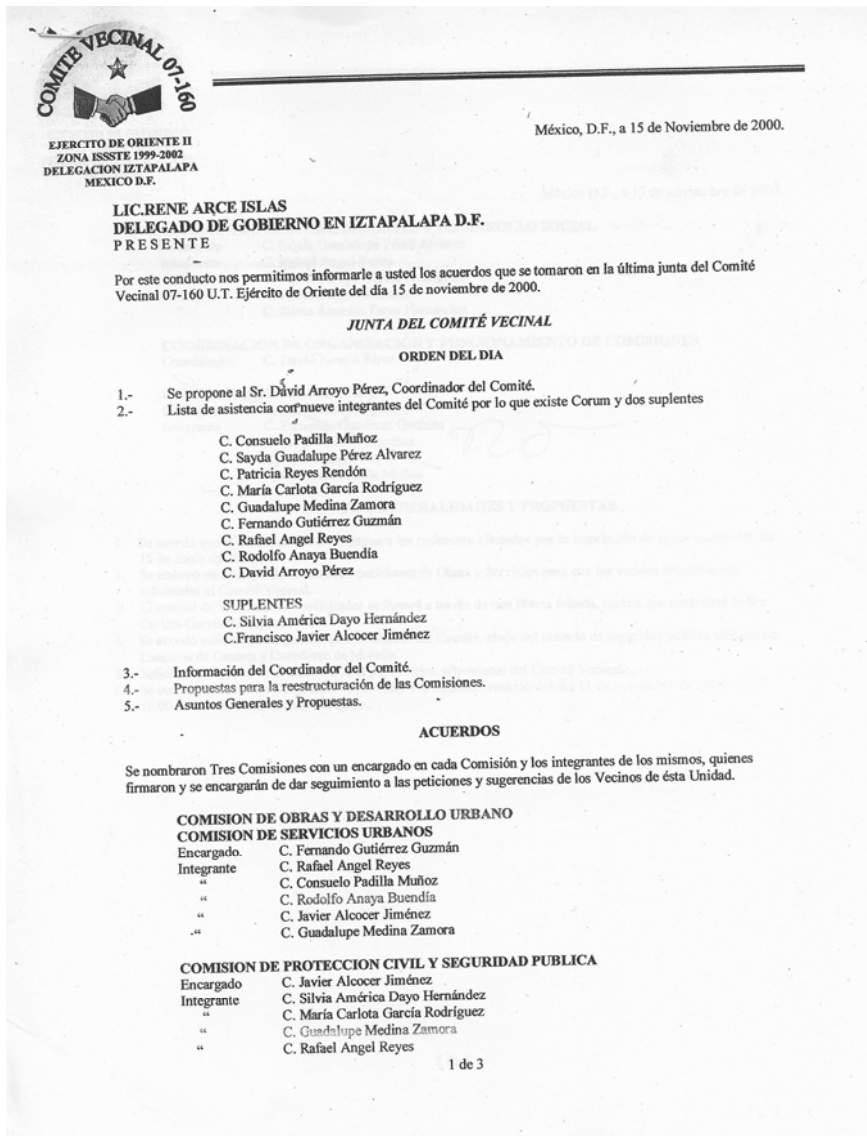 COMITE VECINAL 07-160
EJERCITO DE ORIENTE II
ZONA ISSSTE 1999-2002
DELEGACION IZTAPALAPA
MEXICO D.F.
México, D.F., a 15 de Noviembre de 2000.
LIC.RENE ARCE ISLAS
DELEGADO DE GOBIERNO EN IZTAPALAPA D.F.
P R E S E N T E
Por este conducto nos permitimos informarle a usted los acuerdos que se tomaron en la última junta del Comité
Vecinal 07-160 U.T. Ejército de Oriente del día 15 de noviembre de 2000.
JUNTA DEL COMITÉ VECINAL
ORDEN DEL DIA
1.- Se propone al Sr. David Arroyo Pérez, Coordinador del Comité.
2.- Lista de asistencia con nueve integrantes del Comité por lo que existe Corum y dos suplentes
C. Consuelo Padilla Muñoz
C. Sayda Guadalupe Pérez Alvarez
C. Patricia Reyes Rendón
C. María Carlota García Rodríguez
C. Guadalupe Medina Zamora
C. Fernando Gutiérrez Guzmán
C. Rafael Angel Reyes
C. Rodolfo Anaya Buendía
C. David Arroyo Pérez
SUPLENTES
C. Silvia América Dayo Hernández
C.Francisco Javier Alcocer Jiménez
3.- Información del Coordinador del Comité.
4.- Propuestas para la reestructuración de las Comisiones.
5.- Asuntos Generales y Propuestas.
ACUERDOS
Se nombraron Tres Comisiones con un encargado en cada Comisión y los integrantes de los mismos, quienes
firmaron y se encargarán de dar seguimiento a las peticiones y sugerencias de los Vecinos de ésta Unidad.
COMISION DE OBRAS Y DESARROLLO URBANO
COMISION DE SERVICIOS URBANOS
Encargado. C. Fernando Gutiérrez Guzmán
Integrante C. Rafael Angel Reyes
“ C. Consuelo Padilla Muñoz
“ C. Rodolfo Anaya Buendía
“ C. Javier Alcocer Jiménez
.“ C. Guadalupe Medina Zamora
COMISION DE PROTECCION CIVIL Y SEGURIDAD PUBLICA
Encargado C. Javier Alcocer Jiménez
Integrante C. Silvia América Dayo Hernández
“ C. María Carlota García Rodríguez
“ C. Guadalupe Medina Zamora
“ C. Rafael Angel Reyes
1 de 3